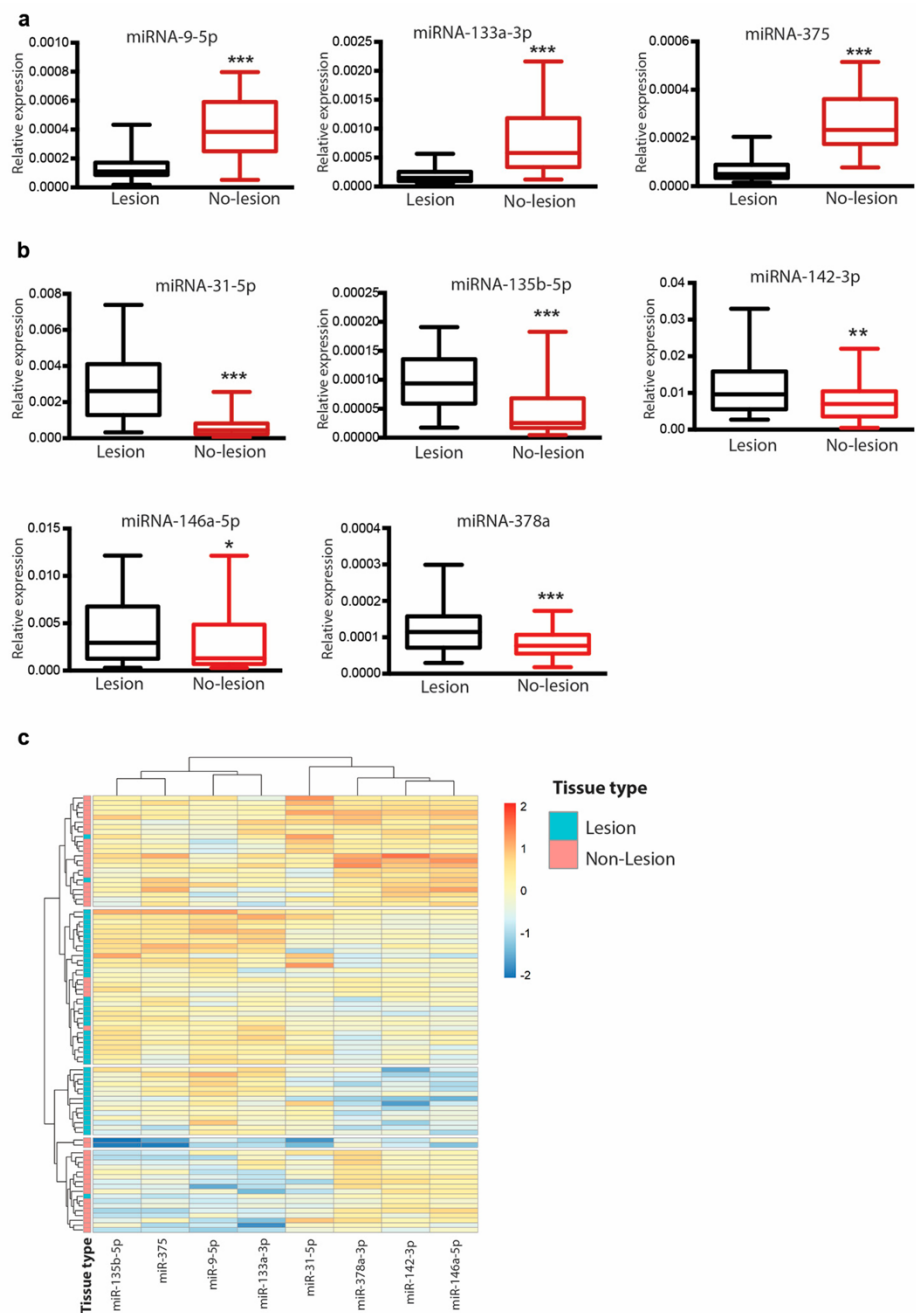 a
miRNA-9-5p
Relative expression
0.0010
0.0008
0.0006
0.0004
0.0002
0.0000
***
Lesion
No-lesion
miRNA-133a-3p
Relative expression
0.0025
0.0020
0.0015
0.0010
0.0005
0.0000
***
Lesion
No-lesion
miRNA-375
Relative expression
0.0006
0.0004
0.0002
0.0000
***
Lesion
No-lesion
b
miRNA-31-5p
Relative expression
0.008
0.006
0.004
0.002
0.000
***
Lesion
No-lesion
miRNA-135b-5p
Relative expression
0.00025
0.00020
0.00015
0.00010
0.00005
0.00000
***
Lesion
No-lesion
miRNA-142-3p
Relative expression
0.04
0.03
0.02
0.01
0.00
**
Lesion
No-lesion
miRNA-146a-5p
Relative expression
0.015
0.010
0.005
0.000
*
Lesion
No-lesion
miRNA-378a
Relative expression
0.0004
0.0003
0.0002
0.0001
0.0000
***
Lesion
No-lesion
c
2
1
0
-1
-2
Tissue type
Lesion
Non-Lesion
Tissue type
miR-135b-5p
miR-375
miR-9-5p
miR-133a-3p
miR-31-5p
miR-378a-3p
miR-142-3p
miR-146a-5p